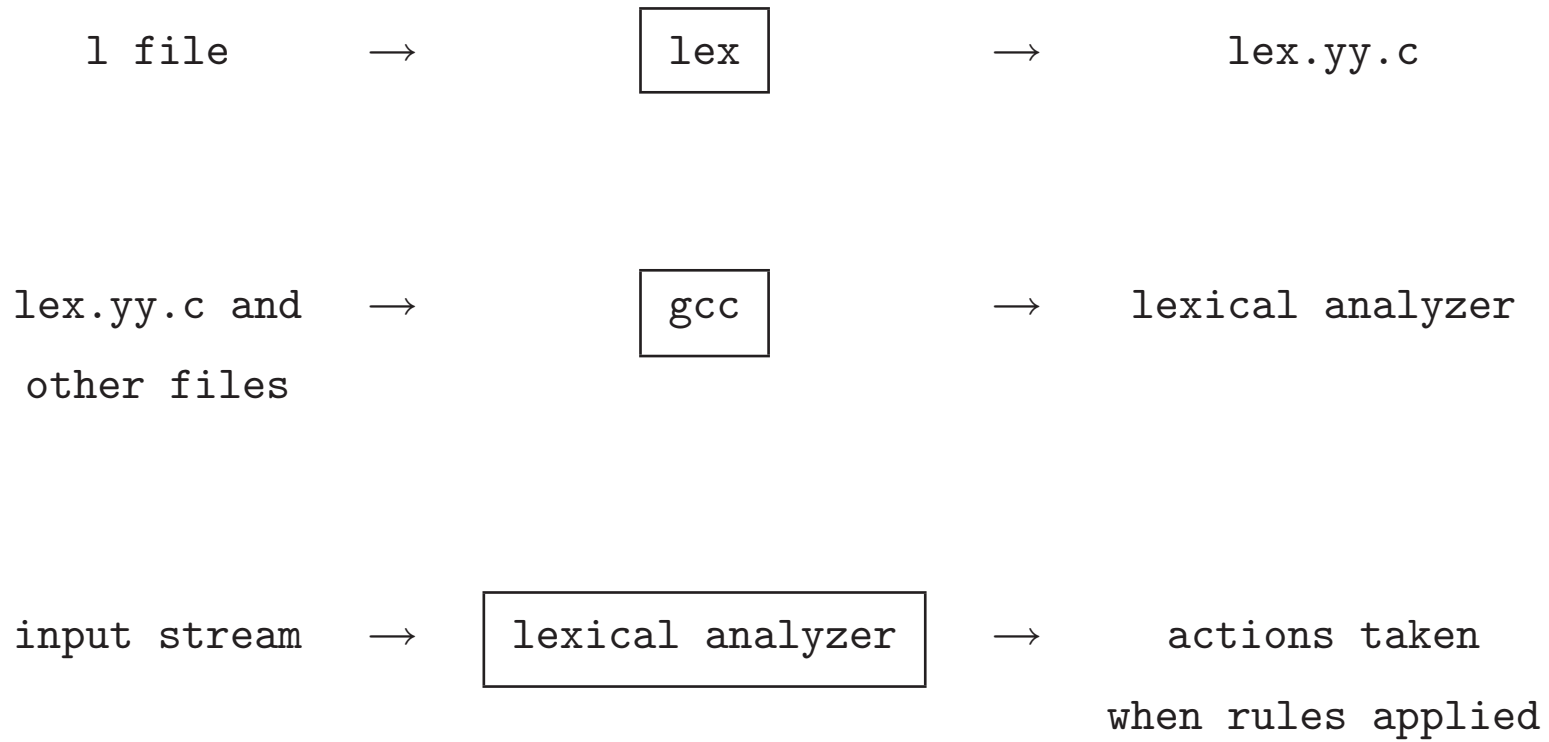 l file → lex → lex.yy.c
lex.yy.c and → gcc → lexical analyzer
other files
input stream → lexical analyzer → actions taken
when rules applied